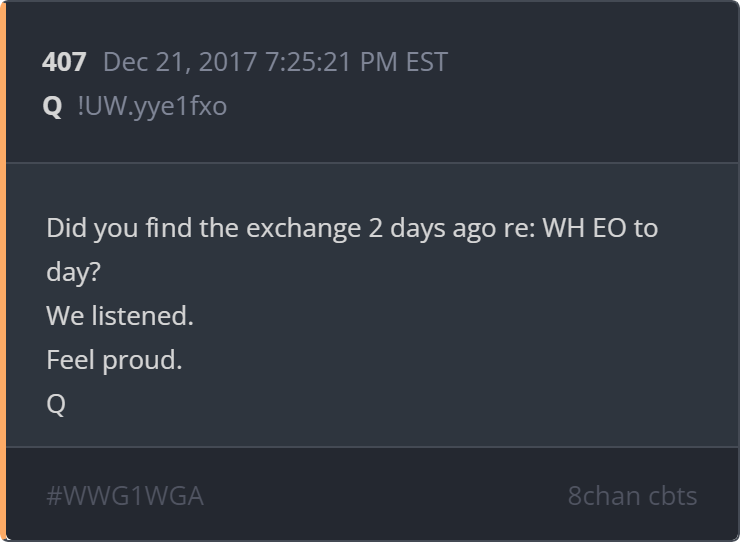 407 Dec 21, 2017 7:25:21 PM EST
Q !UW.yye1fxo
Did you find the exchange 2 days ago re: WH EO to
day?
We listened.
Feel proud.
Q
#WWG1WGA 8chan cbts